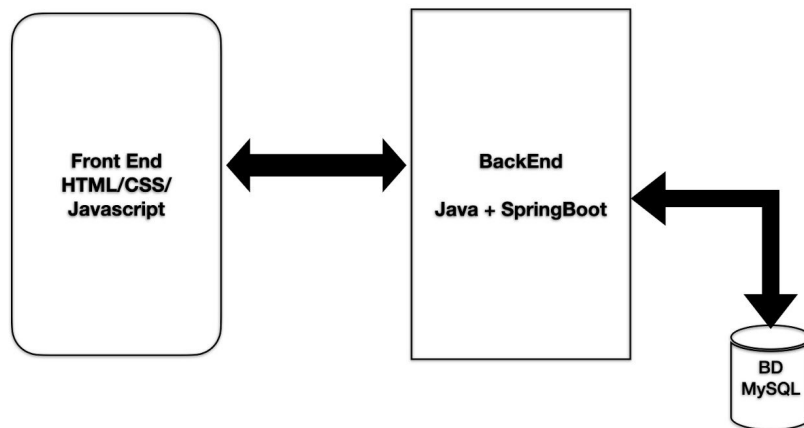 Front End
HTML/CSS/
Javascript
BackEnd
Java + SpringBoot
BD
MySQL